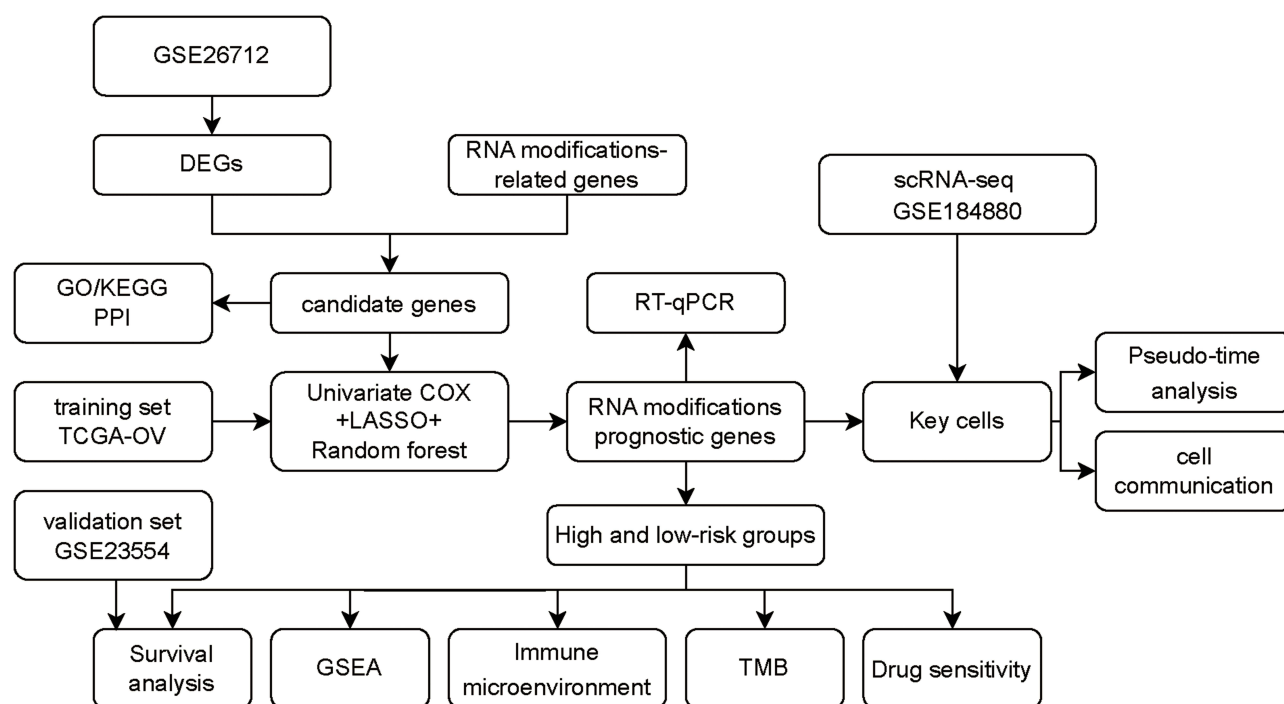 GSE26712
DEGs
RNA modifications-
related genes
scRNA-seq
GSE184880
GO/KEGG
PPI
candidate genes
RT-qPCR
Pseudo-time
analysis
training set
TCGA-OV
Univariate COX
+LASSO+
Random forest
RNA modifications
prognostic genes
Key cells
cell
communication
validation set
GSE23554
High and low-risk groups
Survival
analysis
GSEA
Immune
microenvironment
TMB
Drug sensitivity